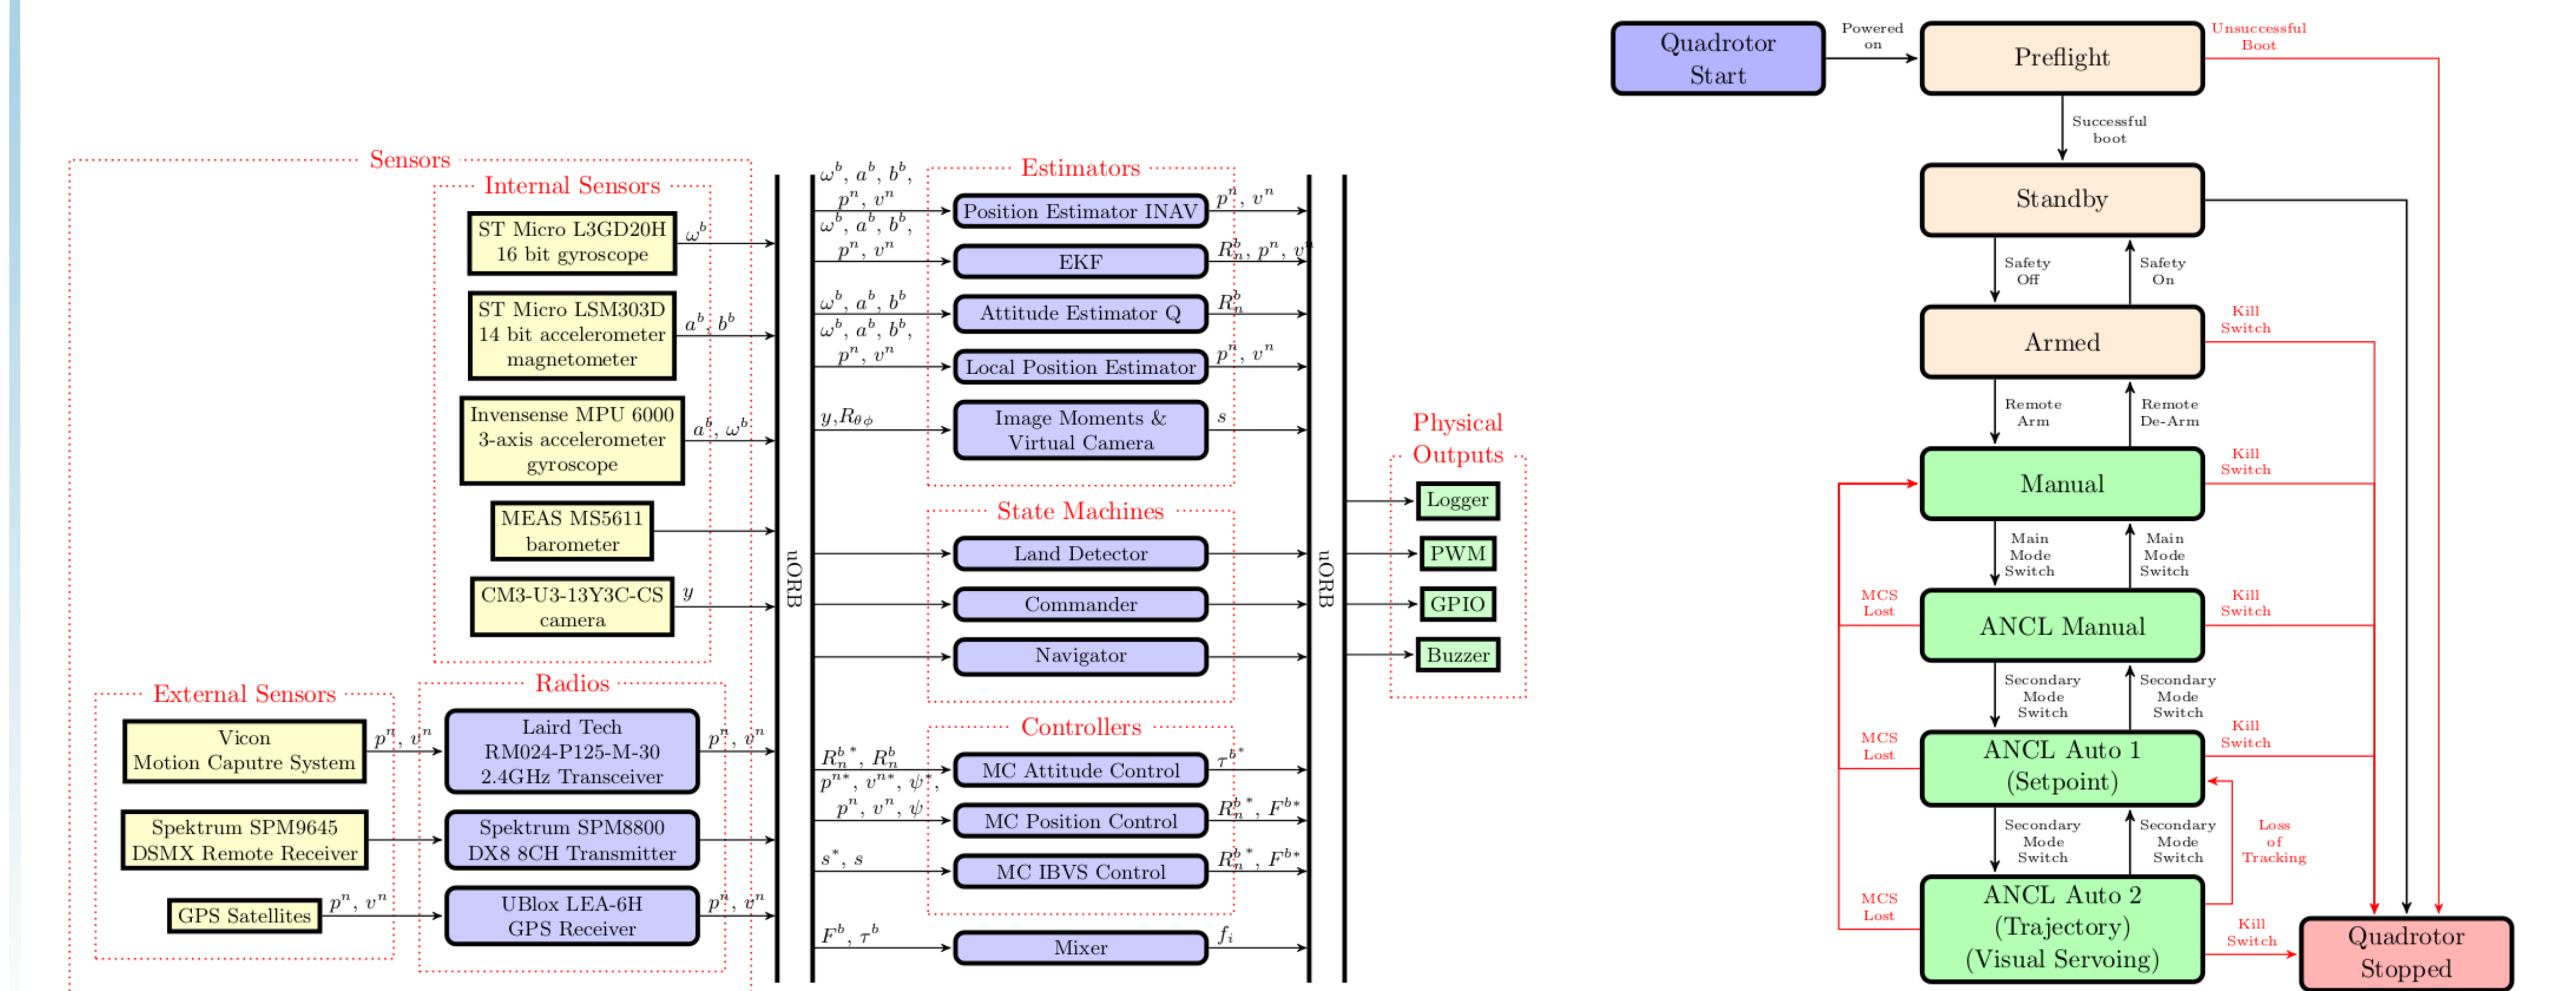 Sensors
Internal Sensors
ST Micro L3GD20H
16 bit gyroscope
ω^b
ST Micro LSM303D
14 bit accelerometer
magnetometer
a^b, b^b
Invensense MPU 6000
3-axis accelerometer
gyroscope
a^b, ω^b
MEAS MS5611
barometer
CM3-U3-13Y3C-CS
camera
y
External Sensors
Vicon
Motion Caputre System
p^n, v^n
Spektrum SPM9645
DSMX Remote Receiver
GPS Satellites
p^n, v^n
Radios
Laird Tech
RM024-P125-M-30
2.4GHz Transceiver
p^n, v^n
Spektrum SPM8800
DX8 8CH Transmitter
UBlox LEA-6H
GPS Receiver
p^n, v^n
uORB
Estimators
ω^b, a^b, b^b,
p^n, v^n
Position Estimator INAV
p^n, v^n
ω^b, a^b, b^b,
p^n, v^n
EKF
R_n^b, p^n, v^n
ω^b, a^b, b^b
Attitude Estimator Q
R_n^b
ω^b, a^b, b^b,
p^n, v^n
Local Position Estimator
p^n, v^n
y,R_θϕ
Image Moments &
Virtual Camera
s
State Machines
Land Detector
Commander
Navigator
Controllers
R_n^b*, R_n^b
MC Attitude Control
τ^b*
p^n*, v^n*, ψ*,
p^n, v^n, ψ
MC Position Control
R_n^b*, F^b*
s*, s
MC IBVS Control
R_n^b*, F^b*
F^b, τ^b
Mixer
f_i
uORB
Physical
Outputs
Logger
PWM
GPIO
Buzzer
Quadrotor
Start
Powered
on
Preflight
Unsuccessful
Boot
Successful
boot
Standby
Safety
Off
Safety
On
Armed
Kill
Switch
Remote
Arm
Remote
De-Arm
Manual
Kill
Switch
Main
Mode
Switch
Main
Mode
Switch
MCS
Lost
ANCL Manual
Kill
Switch
Secondary
Mode
Switch
Secondary
Mode
Switch
MCS
Lost
ANCL Auto 1
(Setpoint)
Kill
Switch
Secondary
Mode
Switch
Secondary
Mode
Switch
Loss
of
Tracking
MCS
Lost
ANCL Auto 2
(Trajectory)
(Visual Servoing)
Kill
Switch
Quadrotor
Stopped